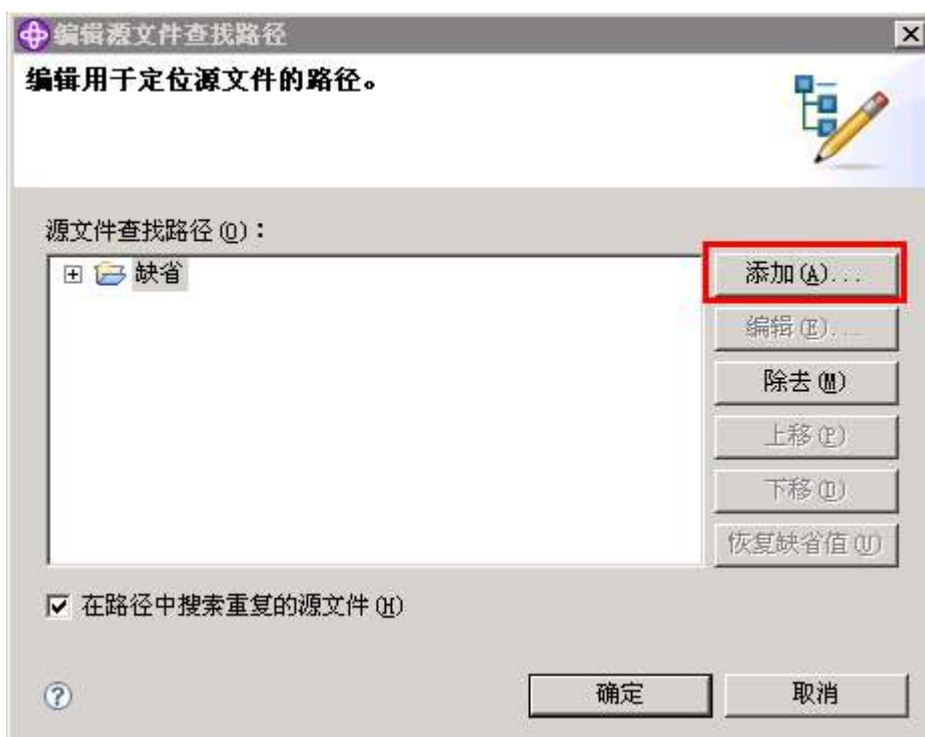 编辑源文件查找路径
编辑用于定位源文件的路径。
源文件查找路径(O)：
缺省
添加(A)...
编辑(E)...
除去(M)
上移(P)
下移(D)
恢复缺省值(U)
在路径中搜索重复的源文件(H)
确定
取消